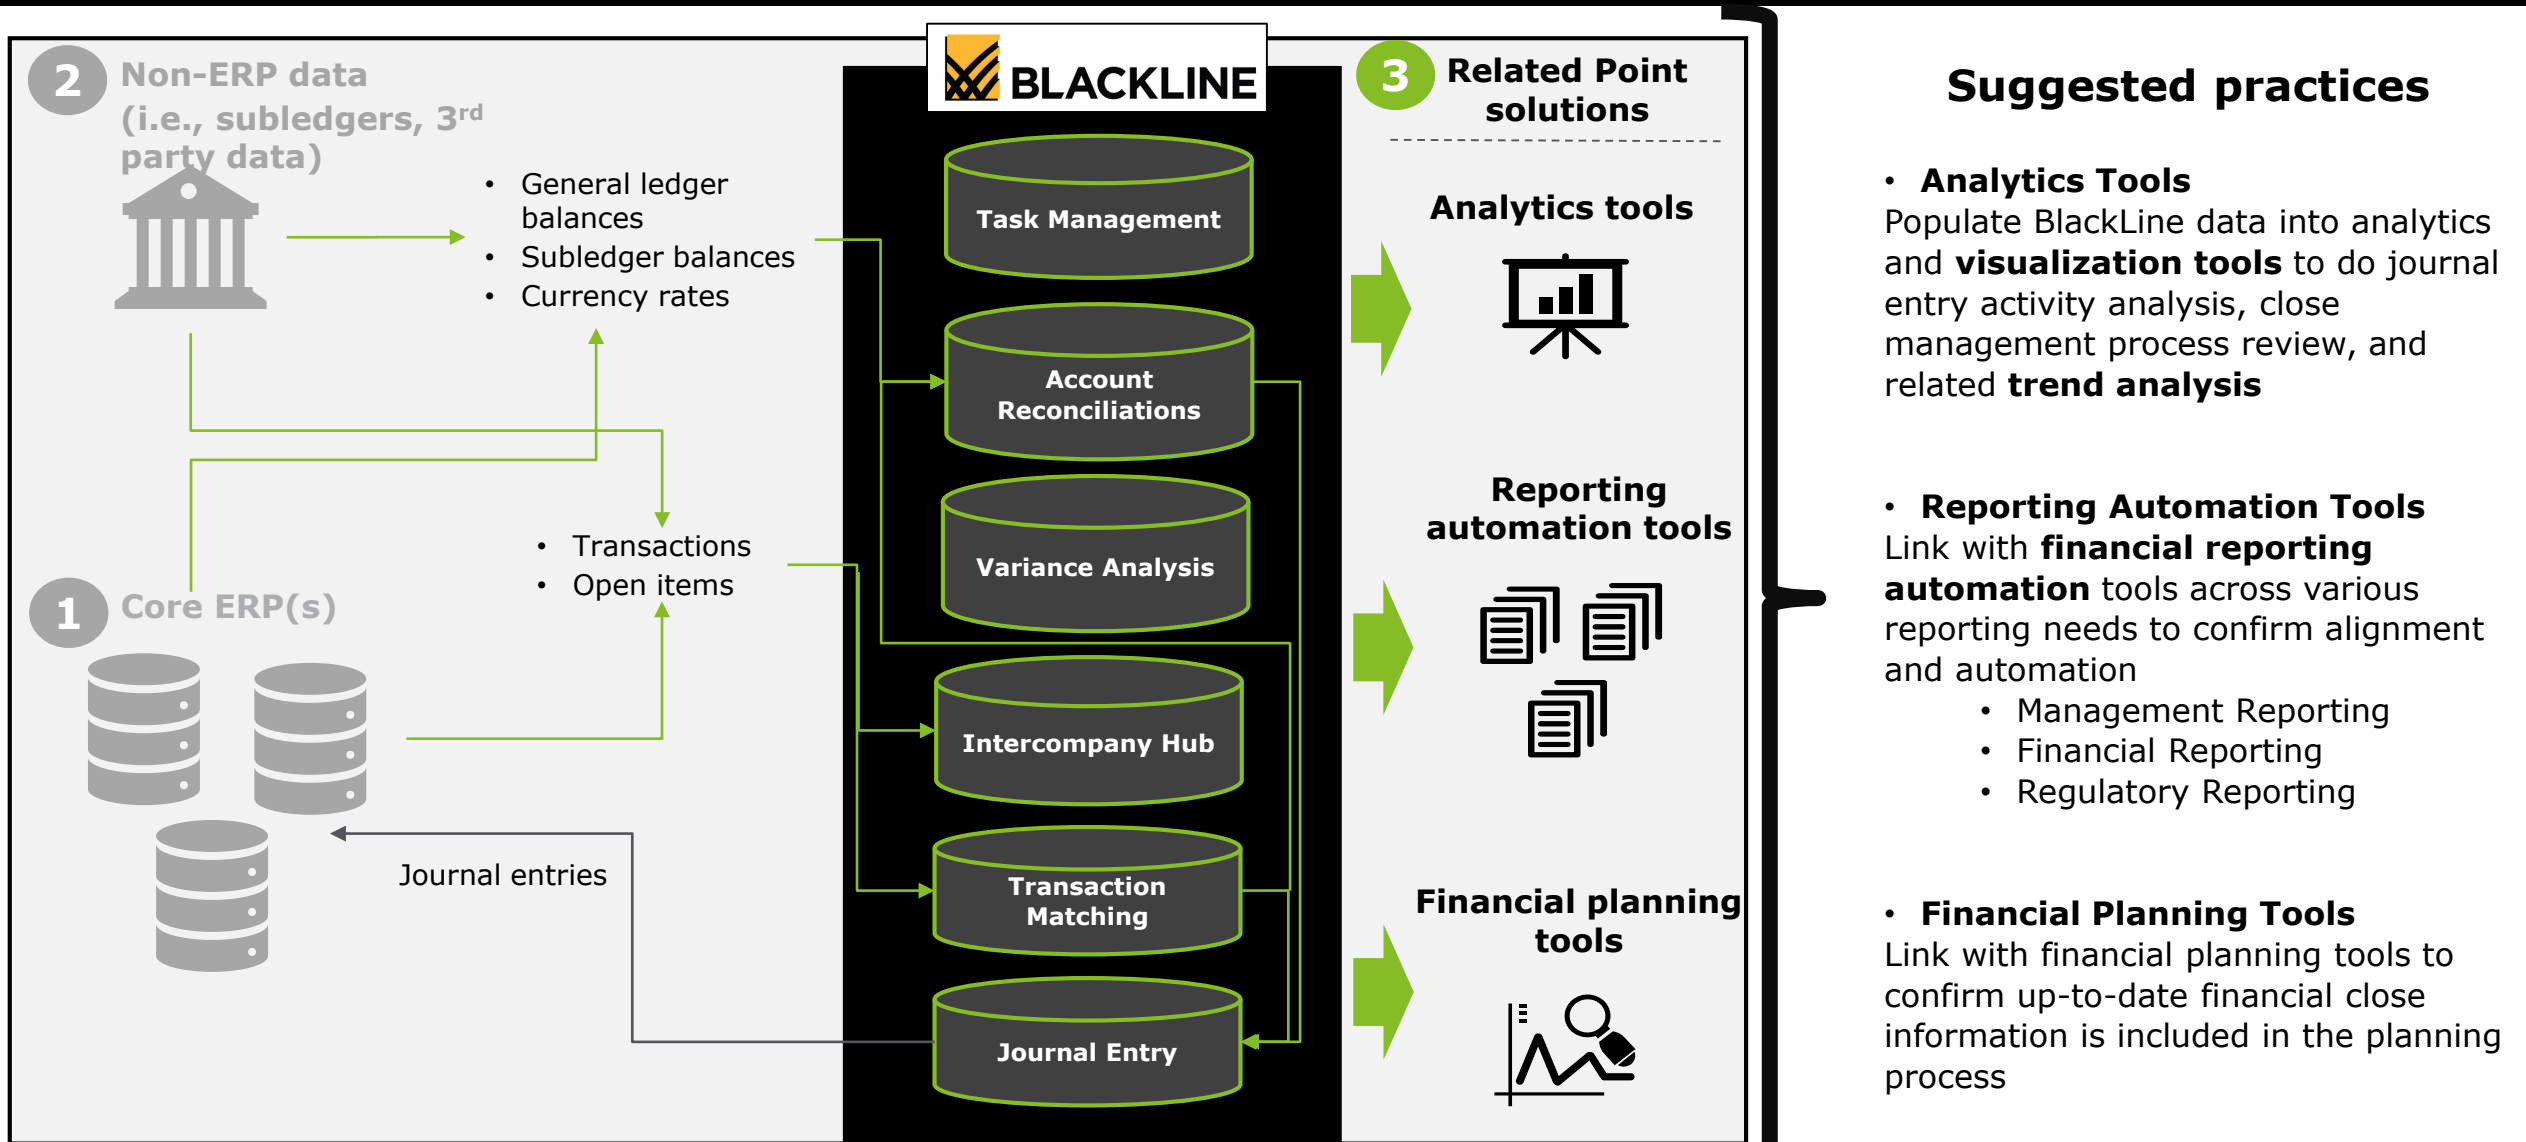 2
Non-ERP data
(i.e., subledgers, 3rd
party data)
• General ledger
balances
• Subledger balances
• Currency rates
• Transactions
• Open items
1
Core ERP(s)
Journal entries
BLACKLINE
Task Management
Account
Reconciliations
Variance Analysis
Intercompany Hub
Transaction
Matching
Journal Entry
3
Related Point
solutions
Analytics tools
Reporting
automation tools
Financial planning
tools
Suggested practices
• Analytics Tools
Populate BlackLine data into analytics
and visualization tools to do journal
entry activity analysis, close
management process review, and
related trend analysis
• Reporting Automation Tools
Link with financial reporting
automation tools across various
reporting needs to confirm alignment
and automation
• Management Reporting
• Financial Reporting
• Regulatory Reporting
• Financial Planning Tools
Link with financial planning tools to
confirm up-to-date financial close
information is included in the planning
process